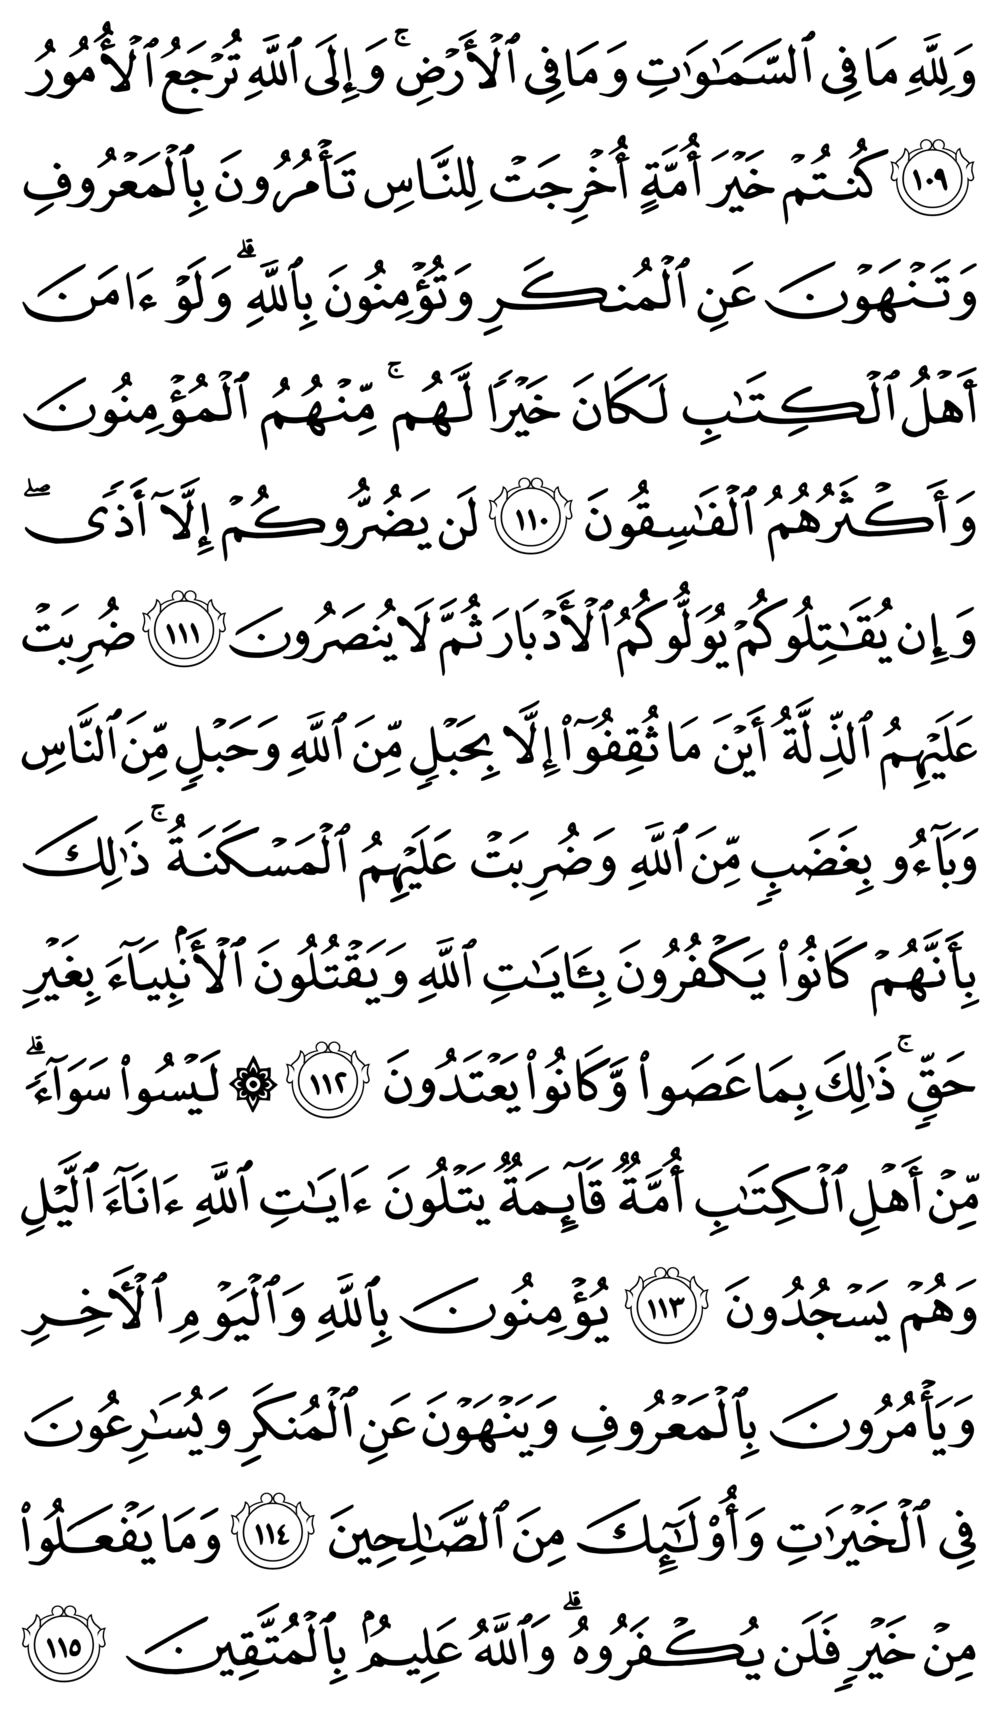 وَلِلَّهِ مَا فِي ٱلسَّمَٰوَٰتِ وَمَا فِي ٱلۡأَرۡضِۚ وَإِلَى ٱللَّهِ تُرۡجَعُ ٱلۡأُمُورُ
١٠٩ كُنتُمۡ خَيۡرَ أُمَّةٍ أُخۡرِجَتۡ لِلنَّاسِ تَأۡمُرُونَ بِٱلۡمَعۡرُوفِ
وَتَنۡهَوۡنَ عَنِ ٱلۡمُنكَرِ وَتُؤۡمِنُونَ بِٱللَّهِۗ وَلَوۡ ءَامَنَ
أَهۡلُ ٱلۡكِتَٰبِ لَكَانَ خَيۡرٗا لَّهُمۚ مِّنۡهُمُ ٱلۡمُؤۡمِنُونَ
وَأَكۡثَرُهُمُ ٱلۡفَٰسِقُونَ ١١٠ لَن يَضُرُّوكُمۡ إِلَّآ أَذٗىۖ
وَإِن يُقَٰتِلُوكُمۡ يُوَلُّوكُمُ ٱلۡأَدۡبَارَ ثُمَّ لَا يُنصَرُونَ ١١١ ضُرِبَتۡ
عَلَيۡهِمُ ٱلذِّلَّةُ أَيۡنَ مَا ثُقِفُوٓاْ إِلَّا بِحَبۡلٖ مِّنَ ٱللَّهِ وَحَبۡلٖ مِّنَ ٱلنَّاسِ
وَبَآءُو بِغَضَبٖ مِّنَ ٱللَّهِ وَضُرِبَتۡ عَلَيۡهِمُ ٱلۡمَسۡكَنَةُۚ ذَٰلِكَ
بِأَنَّهُمۡ كَانُواْ يَكۡفُرُونَ بِـَٔايَٰتِ ٱللَّهِ وَيَقۡتُلُونَ ٱلۡأَنۢبِيَآءَ بِغَيۡرِ
حَقّٖۚ ذَٰلِكَ بِمَا عَصَواْ وَّكَانُواْ يَعۡتَدُونَ ١١٢ ۞ لَيۡسُواْ سَوَآءٗۗ
مِّنۡ أَهۡلِ ٱلۡكِتَٰبِ أُمَّةٞ قَآئِمَةٞ يَتۡلُونَ ءَايَٰتِ ٱللَّهِ ءَانَآءَ ٱلَّيۡلِ
وَهُمۡ يَسۡجُدُونَ ١١٣ يُؤۡمِنُونَ بِٱللَّهِ وَٱلۡيَوۡمِ ٱلۡأٓخِرِ
وَيَأۡمُرُونَ بِٱلۡمَعۡرُوفِ وَيَنۡهَوۡنَ عَنِ ٱلۡمُنكَرِ وَيُسَٰرِعُونَ
فِي ٱلۡخَيۡرَٰتِ وَأُوْلَٰٓئِكَ مِنَ ٱلصَّٰلِحِينَ ١١٤ وَمَا يَفۡعَلُواْ
مِنۡ خَيۡرٖ فَلَن يُكۡفَرُوهُۗ وَٱللَّهُ عَلِيمُۢ بِٱلۡمُتَّقِينَ ١١٥